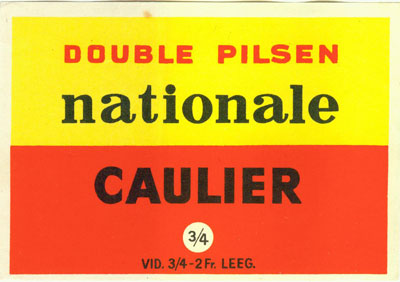 DOUBLE PILSEN
nationale
CAULIER
3/4
VID. 3/4-2 Fr. LEEG.